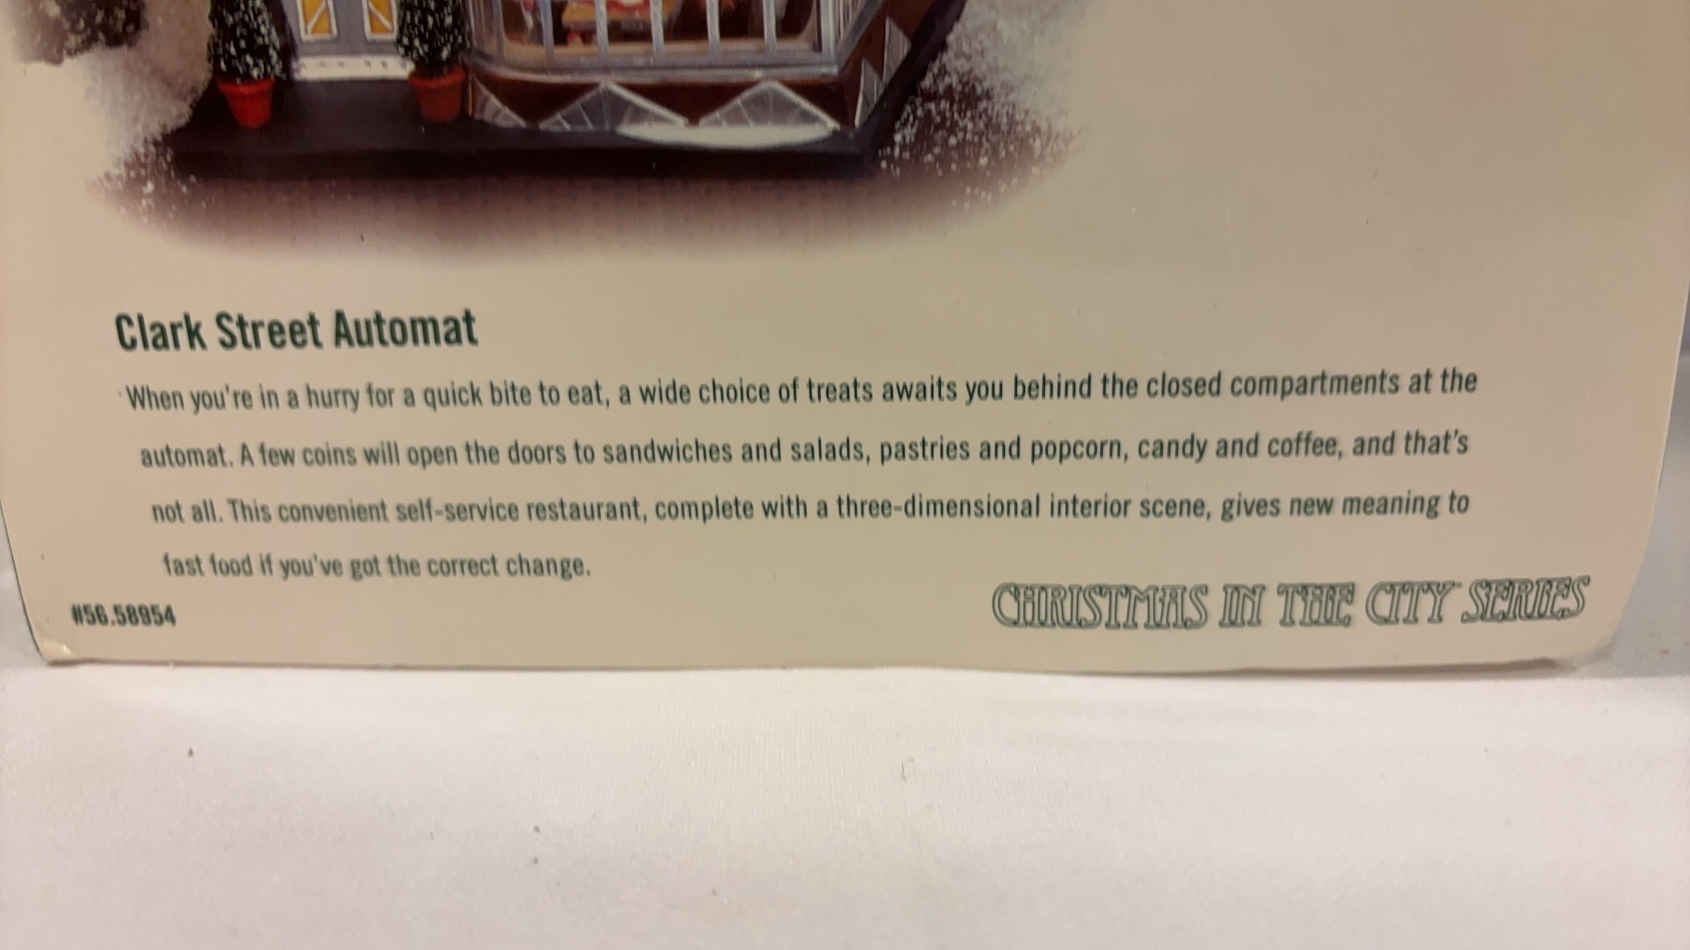 Clark Street Automat
When you're in a hurry for a quick bite to eat, a wide choice of treats awaits you behind the closed compartments at the
automat. A few coins will open the doors to sandwiches and salads, pastries and popcorn, candy and coffee, and that's
not all. This convenient self-service restaurant, complete with a three-dimensional interior scene, gives new meaning to
fast food if you've got the correct change.
#56.58954
CHRISTMAS IN THE CITY SERIES